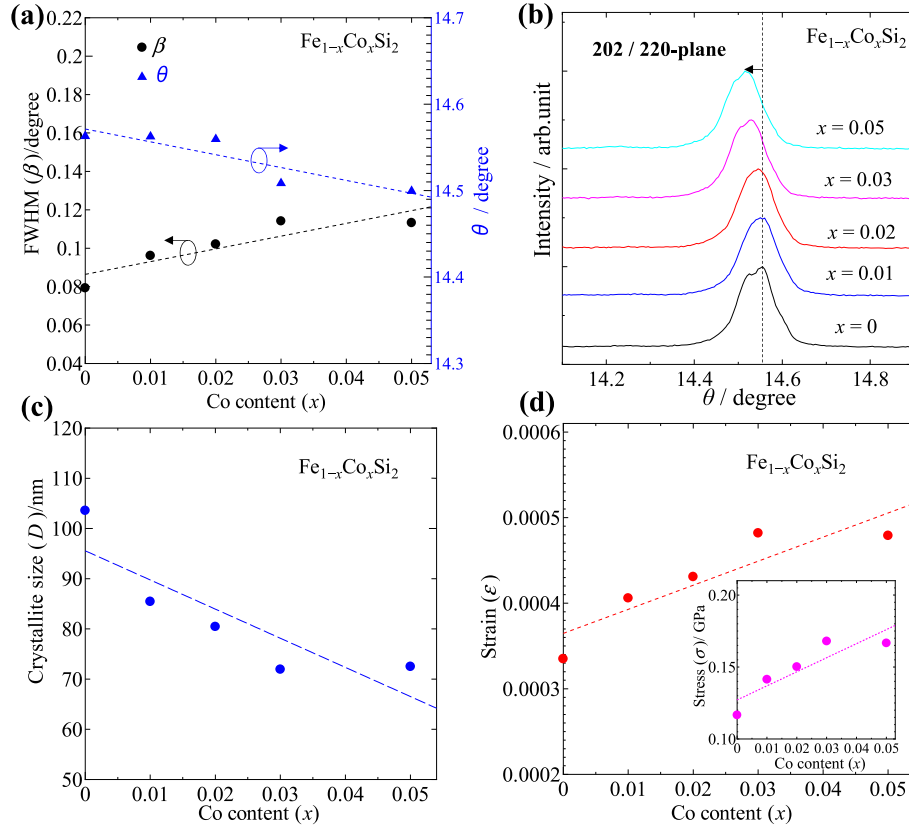 (a)
Fe₁₋ₓCoₓSi₂
β
θ
FWHM (β)/degree
0.22
0.20
0.18
0.16
0.14
0.12
0.1
0.08
0.06
0.04
0
0.01
0.02
0.03
0.04
0.05
Co content (x)
14.7
14.6
14.5
14.4
14.3
θ / degree
(b)
Fe₁₋ₓCoₓSi₂
202 / 220-plane
Intensity / arb.unit
x = 0.05
x = 0.03
x = 0.02
x = 0.01
x = 0
14.2
14.4
14.6
14.8
θ / degree
(c)
Fe₁₋ₓCoₓSi₂
Crystallite size (D)/nm
120
110
100
90
80
70
60
50
0
0.01
0.02
0.03
0.04
0.05
Co content (x)
(d)
Fe₁₋ₓCoₓSi₂
Strain (ε)
0.0006
0.0005
0.0004
0.0003
0.0002
0
0.01
0.02
0.03
0.04
0.05
Co content (x)
Stress (σ)/ GPa
0.20
0.15
0.10
0
0.01
0.02
0.03
0.05
Co content (x)